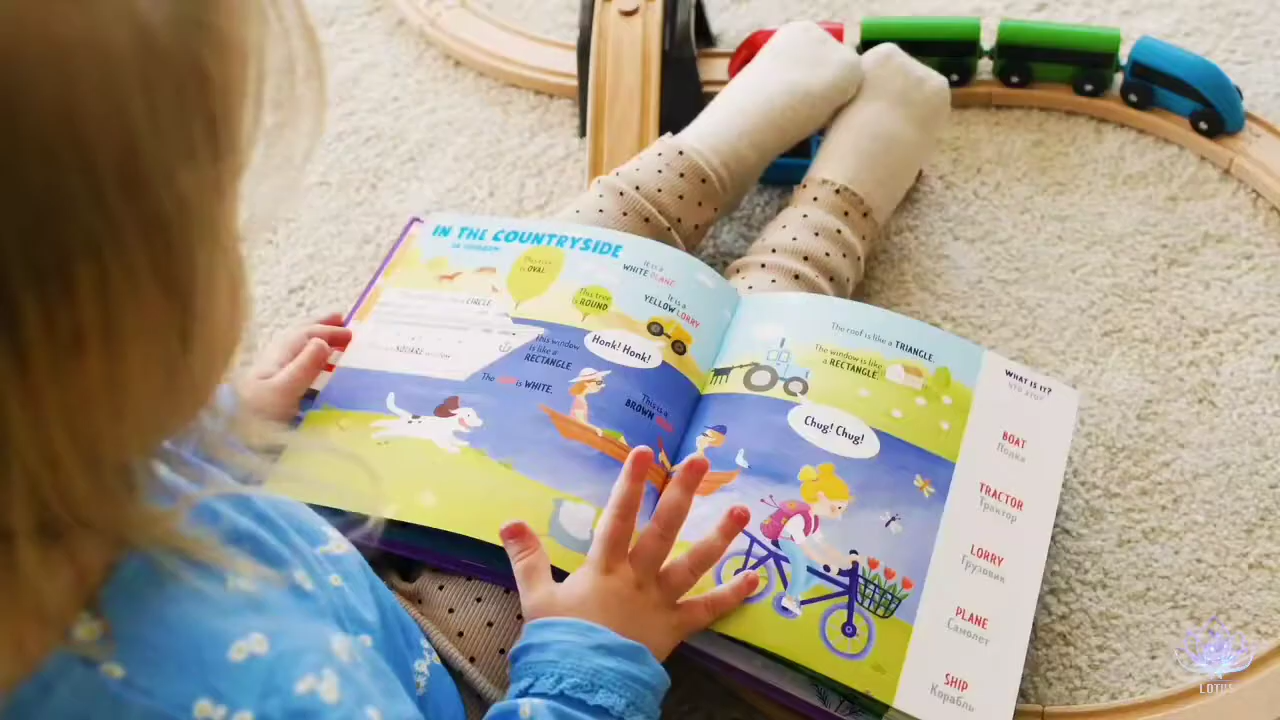 IN THE COUNTRYSIDE
This tree
is OVAL
It is a
WHITE PLANE
This tree
is ROUND
It is a
YELLOW LORRY
CIRCLE
SQUARE
Honk! Honk!
This window
is like a
RECTANGLE.
The
is WHITE.
This is a
BROWN
The roof is like a TRIANGLE.
The window is like
a RECTANGLE.
Chug! Chug!
WHAT IS IT?
ЧТО ЭТО?
BOAT
Лодка
TRACTOR
Трактор
LORRY
Грузовик
PLANE
Самолет
SHIP
Корабль
LOTUS